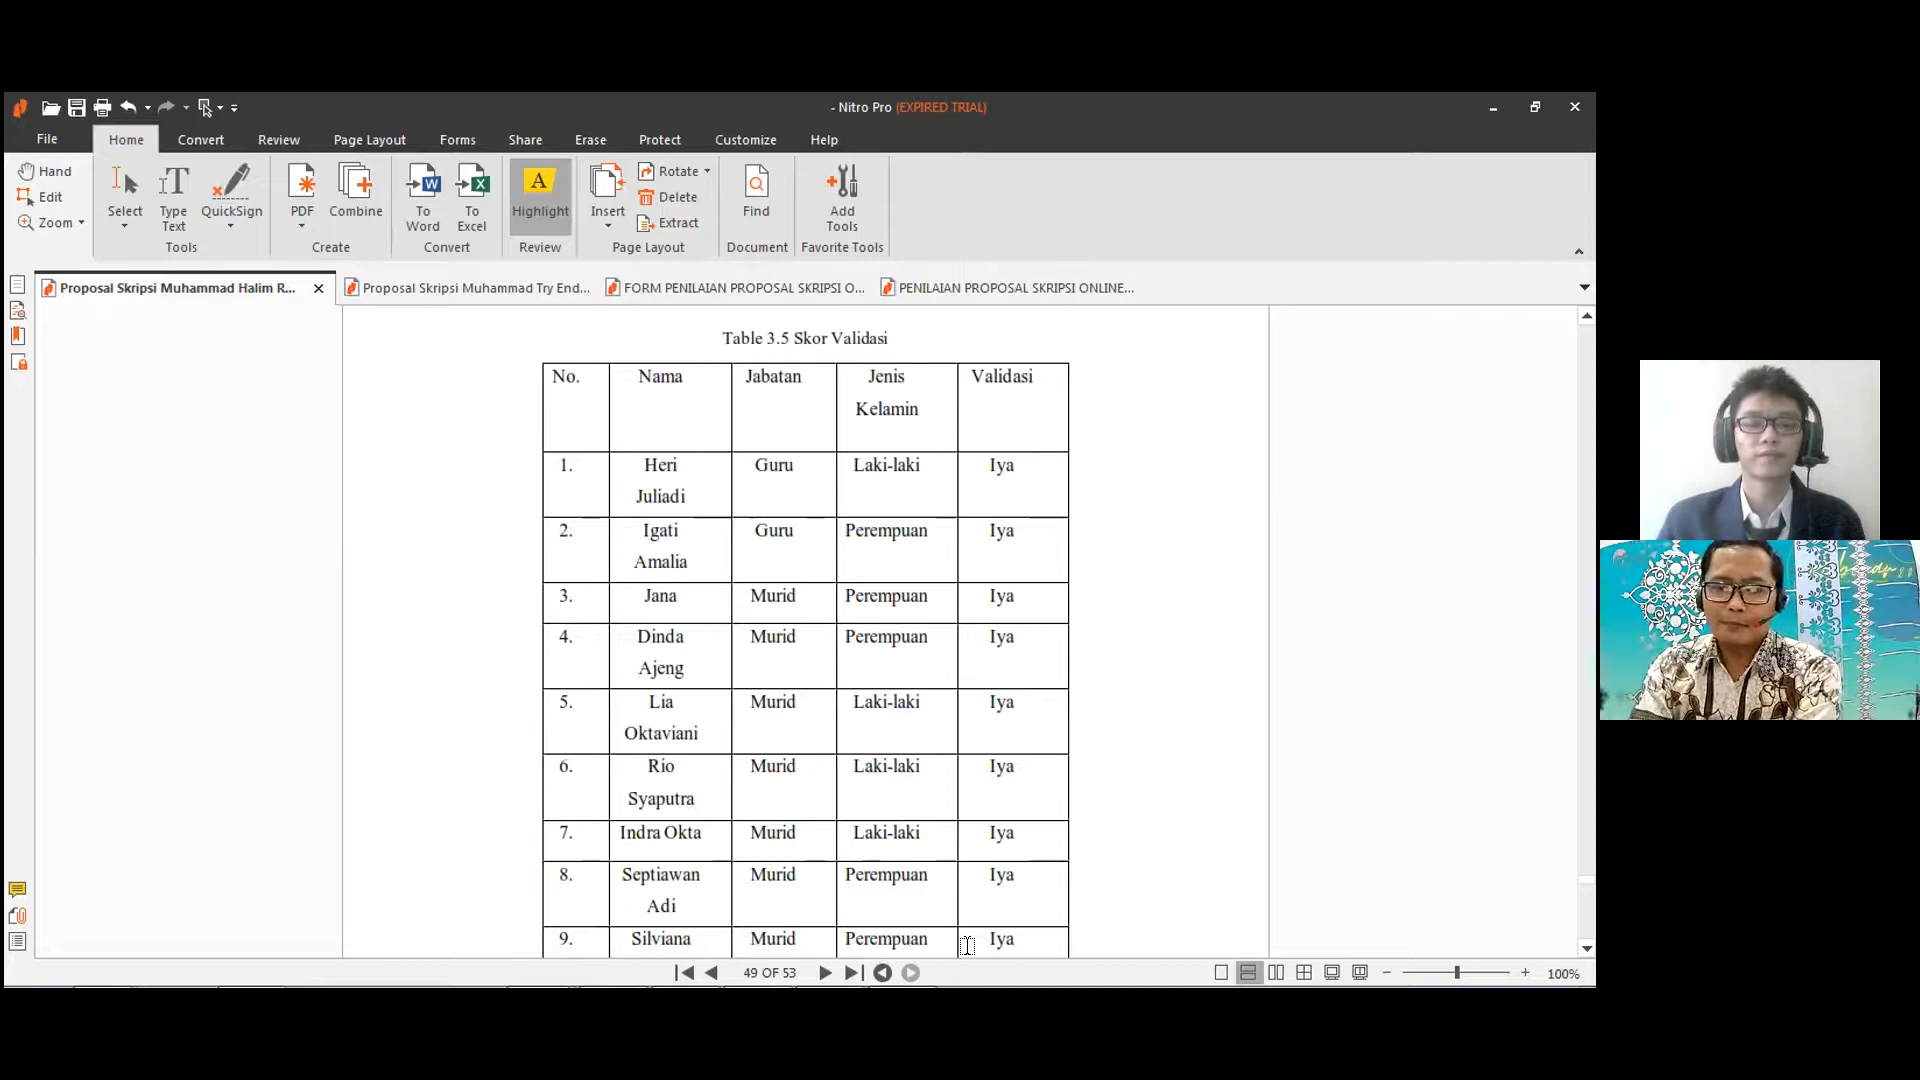 - Nitro Pro (EXPIRED TRIAL)
File Home Convert Review Page Layout Forms Share Erase Protect Customize Help
Hand
Edit
Zoom
Select
Type Text
QuickSign
Tools
PDF
Combine
Create
To Word
To Excel
Convert
Highlight
Review
Insert
Rotate
Delete
Extract
Page Layout
Find
Document
Add Tools
Favorite Tools
Proposal Skripsi Muhammad Halim R... Proposal Skripsi Muhammad Try End... FORM PENILAIAN PROPOSAL SKRIPSI O... PENILAIAN PROPOSAL SKRIPSI ONLINE...
Table 3.5 Skor Validasi
No. Nama Jabatan Jenis Validasi
Kelamin
1. Heri Guru Laki-laki Iya
Juliadi
2. Igati Guru Perempuan Iya
Amalia
3. Jana Murid Perempuan Iya
4. Dinda Murid Perempuan Iya
Ajeng
5. Lia Murid Laki-laki Iya
Oktaviani
6. Rio Murid Laki-laki Iya
Syaputra
7. Indra Okta Murid Laki-laki Iya
8. Septiawan Murid Perempuan Iya
Adi
9. Silviana Murid Perempuan Iya
49 OF 53
100%